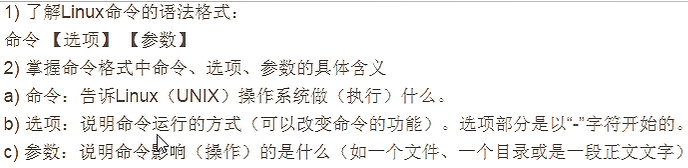 1) 了解Linux命令的语法格式：
命令 【选项】 【参数】
2) 掌握命令格式中命令、选项、参数的具体含义
a) 命令：告诉Linux（UNIX）操作系统做（执行）什么。
b) 选项：说明命令运行的方式（可以改变命令的功能）。选项部分是以“-”字符开始的。
c) 参数：说明命令影响（操作）的是什么（如一个文件、一个目录或是一段正文文字）